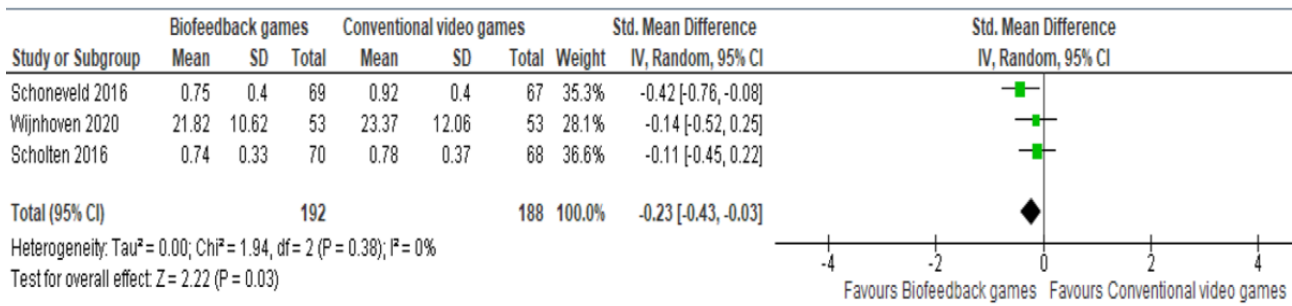 Biofeedback games Conventional video games Std. Mean Difference Std. Mean Difference
Study or Subgroup Mean SD Total Mean SD Total Weight IV, Random, 95% CI IV, Random, 95% CI
Schoneveld 2016 0.75 0.4 69 0.92 0.4 67 35.3% -0.42 [-0.76, -0.08]
Wijnhoven 2020 21.82 10.62 53 23.37 12.06 53 28.1% -0.14 [-0.52, 0.25]
Scholten 2016 0.74 0.33 70 0.78 0.37 68 36.6% -0.11 [-0.45, 0.22]
Total (95% CI) 192 188 100.0% -0.23 [-0.43, -0.03]
Heterogeneity: Tau² = 0.00; Chi² = 1.94, df = 2 (P = 0.38); I² = 0%
Test for overall effect: Z = 2.22 (P = 0.03)
-4 -2 0 2 4
Favours Biofeedback games Favours Conventional video games